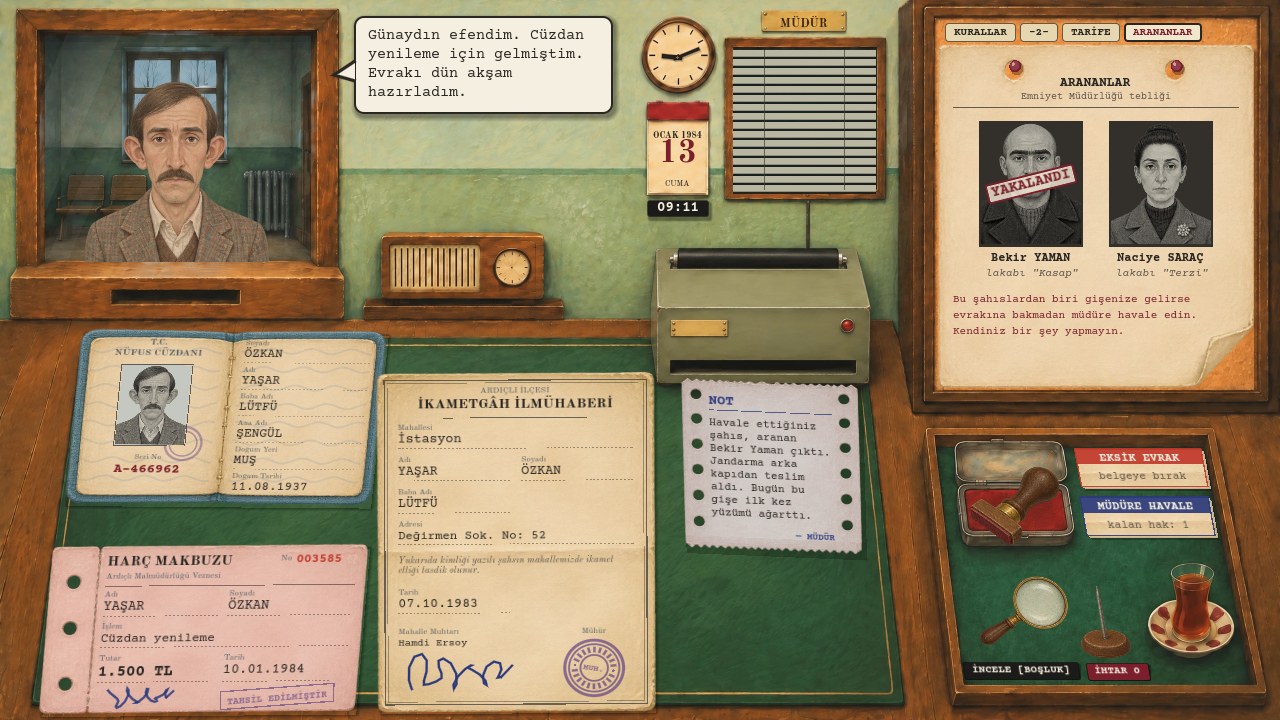 Günaydın efendim. Cüzdan
yenileme için gelmiştim.
Evrakı dün akşam
hazırladım.
MÜDÜR
OCAK 1984
13
CUMA
09:11
KURALLAR
-2-
TARİFE
ARANANLAR
ARANANLAR
Emniyet Müdürlüğü tebliği
YAKALANDI
Bekir YAMAN
lakabı "Kasap"
Naciye SARAÇ
lakabı "Terzi"
Bu şahıslardan biri gişenize gelirse
evrakına bakmadan müdüre havale edin.
Kendiniz bir şey yapmayın.
T.C.
NÜFUS CÜZDANI
Seri No
A-466962
Soyadı
ÖZKAN
Adı
YAŞAR
Baba Adı
LÜTFÜ
Ana Adı
ŞENGÜL
Doğum Yeri
MUŞ
Doğum Tarihi
11.08.1937
ARDIÇLI İLÇESİ
İKAMETGÂH İLMÜHABERİ
Mahallesi
İstasyon
Adı
YAŞAR
Soyadı
ÖZKAN
Baba Adı
LÜTFÜ
Adresi
Değirmen Sok. No: 52
Yukarıda kimliği yazılı şahsın mahallemizde ikamet
ettiği tasdik olunur.
Tarih
07.10.1983
Mahalle Muhtarı
Hamdi Ersoy
Mühür
MUH.
NOT
Havale ettiğiniz
şahıs, aranan
Bekir Yaman çıktı.
Jandarma arka
kapıdan teslim
aldı. Bugün bu
gişe ilk kez
yüzümü ağarttı.
— MÜDÜR
HARÇ MAKBUZU
No 003585
Ardıçlı Malmüdürlüğü Veznesi
Adı
YAŞAR
Soyadı
ÖZKAN
İşlem
Cüzdan yenileme
Tutar
1.500 TL
Tarih
10.01.1984
TAHSİL EDİLMİŞTİR
EKSİK EVRAK
belgeye bırak
MÜDÜRE HAVALE
kalan hak: 1
İNCELE [BOŞLUK]
İHTAR 0